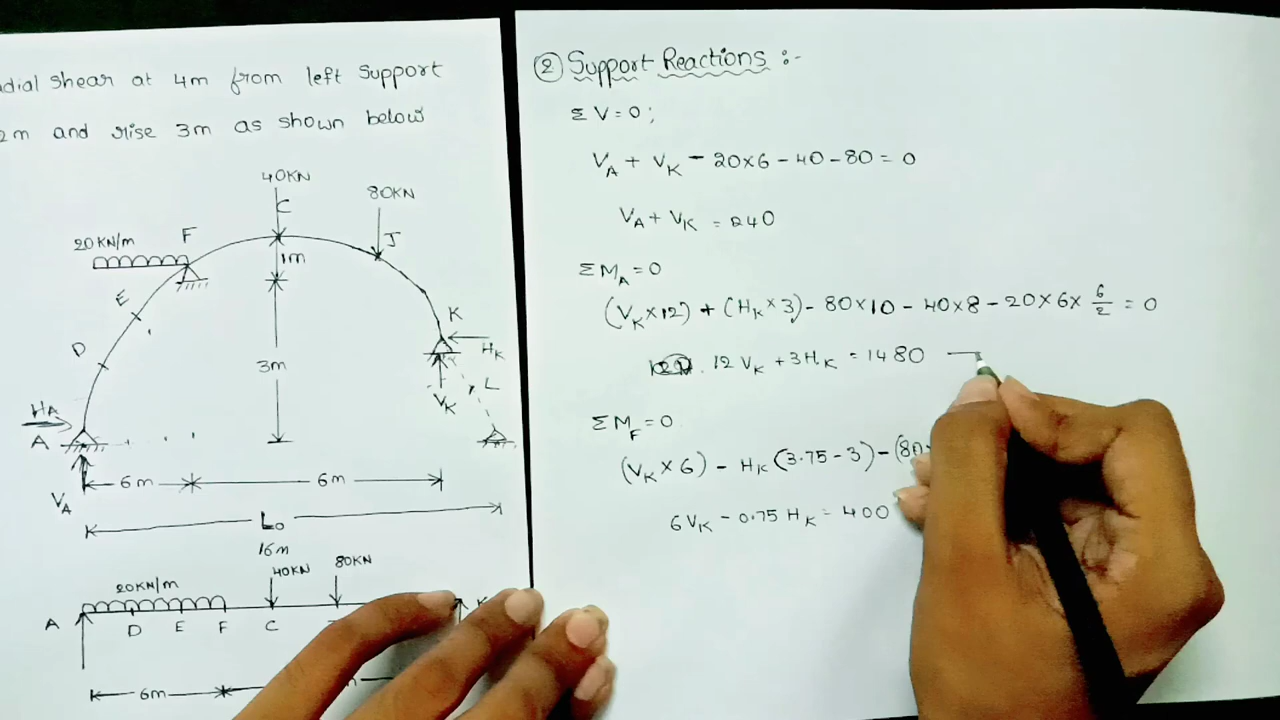 dial shear at 4m from left support
2m and rise 3m as shown below
40KN
C
80KN
J
20 KN/m
F
1m
E
K
HK
D
3m
L
VK
HA
A
6m
6m
VA
L0
16m
40KN
80KN
20KN/m
A
D E F C
6m
② Support Reactions :-
ΣV=0;
VA + VK - 20×6 - 40 - 80 = 0
VA + VK = 240
ΣMA = 0
(VK×12) + (HK×3) - 80×10 - 40×8 - 20×6× 6/2 = 0
12 VK + 3HK = 1480
ΣMF = 0
(VK × 6) - HK (3.75 - 3) - (80
6VK - 0.75 HK = 400